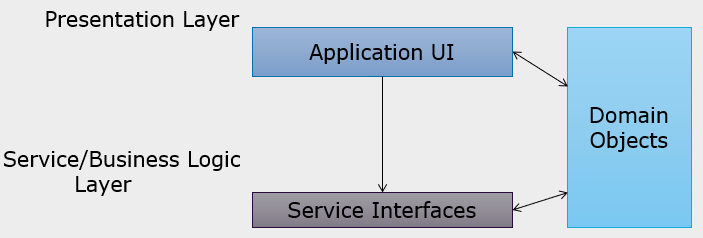 Presentation Layer
Application UI
Domain
Objects
Service/Business Logic
Layer
Service Interfaces